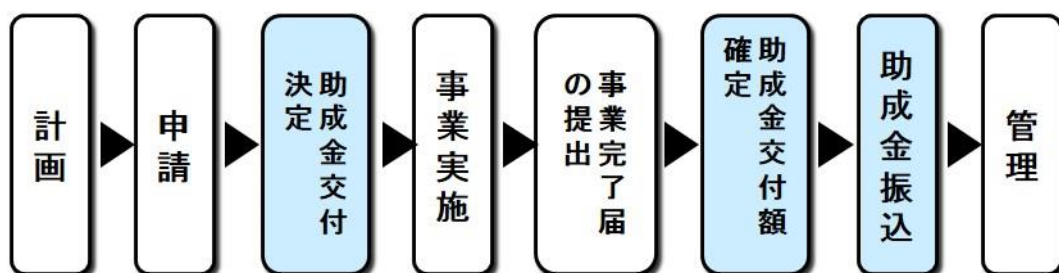 計画
申請
助成金交付
決定
事業実施
事業完了届
の提出
助成金交付額
確定
助成金振込
管理